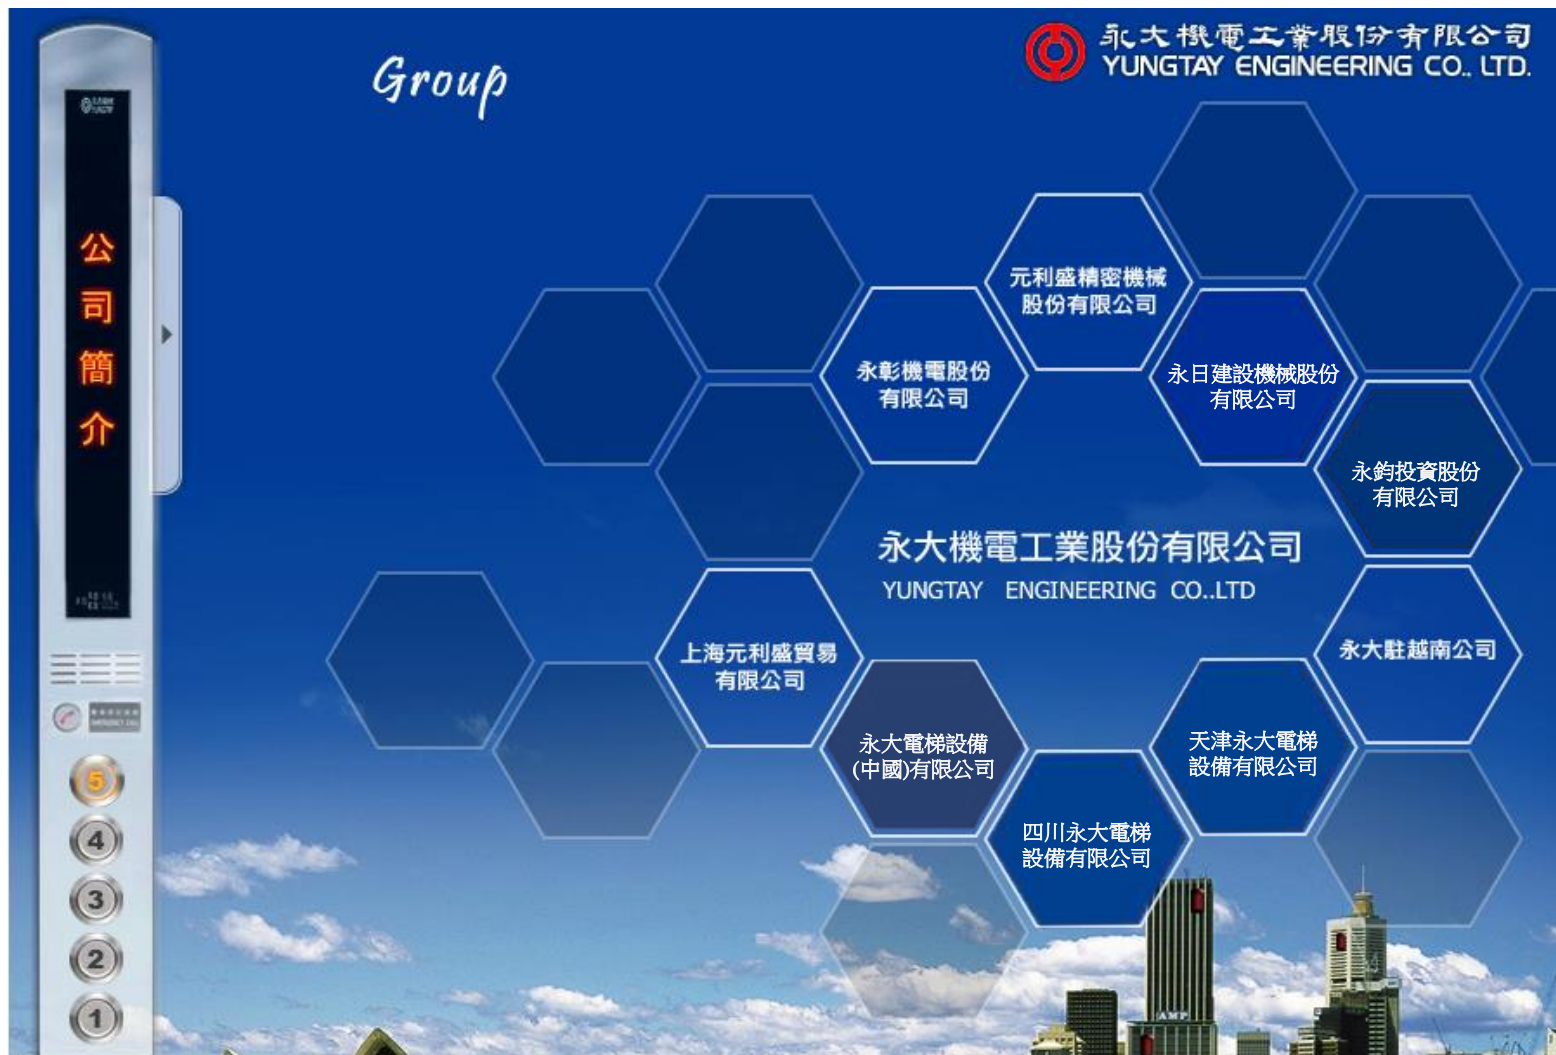 Group
永大機電工業股份有限公司
YUNGTAY ENGINEERING CO., LTD.
公
司
簡
介
元利盛精密機械
股份有限公司
永彰機電股份
有限公司
永日建設機械股份
有限公司
永鈞投資股份
有限公司
永大機電工業股份有限公司
YUNGTAY ENGINEERING CO..LTD
上海元利盛貿易
有限公司
永大駐越南公司
永大電梯設備
(中國)有限公司
天津永大電梯
設備有限公司
四川永大電梯
設備有限公司
EMERGENCY CALL
5
4
3
2
1
AMP